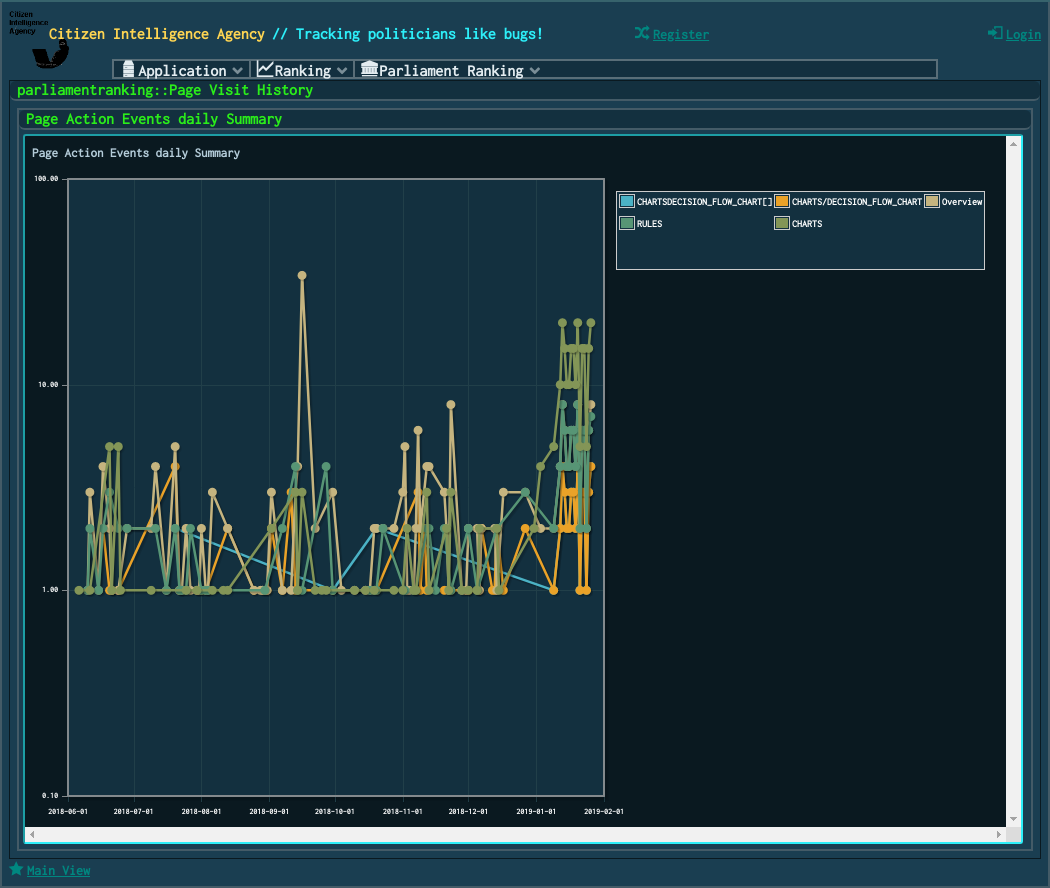 Citizen
Intelligence
Agency
Citizen Intelligence Agency // Tracking politicians like bugs!
Register
Login
Application
Ranking
Parliament Ranking
parliamentranking::Page Visit History
Page Action Events daily Summary
Page Action Events daily Summary
100.00
10.00
1.00
0.10
2018-06-01 2018-07-01 2018-08-01 2018-09-01 2018-10-01 2018-11-01 2018-12-01 2019-01-01 2019-02-01
CHARTSDECISION_FLOW_CHART[] CHARTS/DECISION_FLOW_CHART Overview
RULES CHARTS
Main View